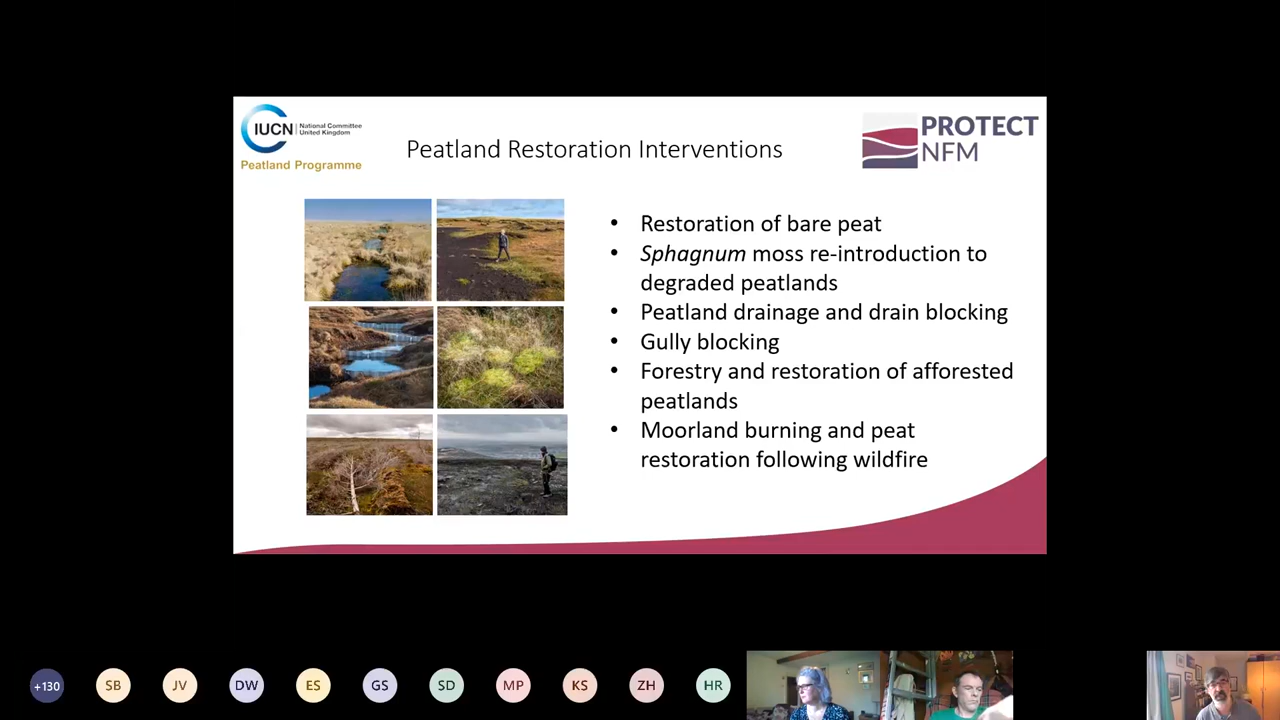 IUCN
National Committee
United Kingdom
Peatland Programme
Peatland Restoration Interventions
PROTECT
NFM
• Restoration of bare peat
• Sphagnum moss re-introduction to
degraded peatlands
• Peatland drainage and drain blocking
• Gully blocking
• Forestry and restoration of afforested
peatlands
• Moorland burning and peat
restoration following wildfire
+130 SB JV DW ES GS SD MP KS ZH HR